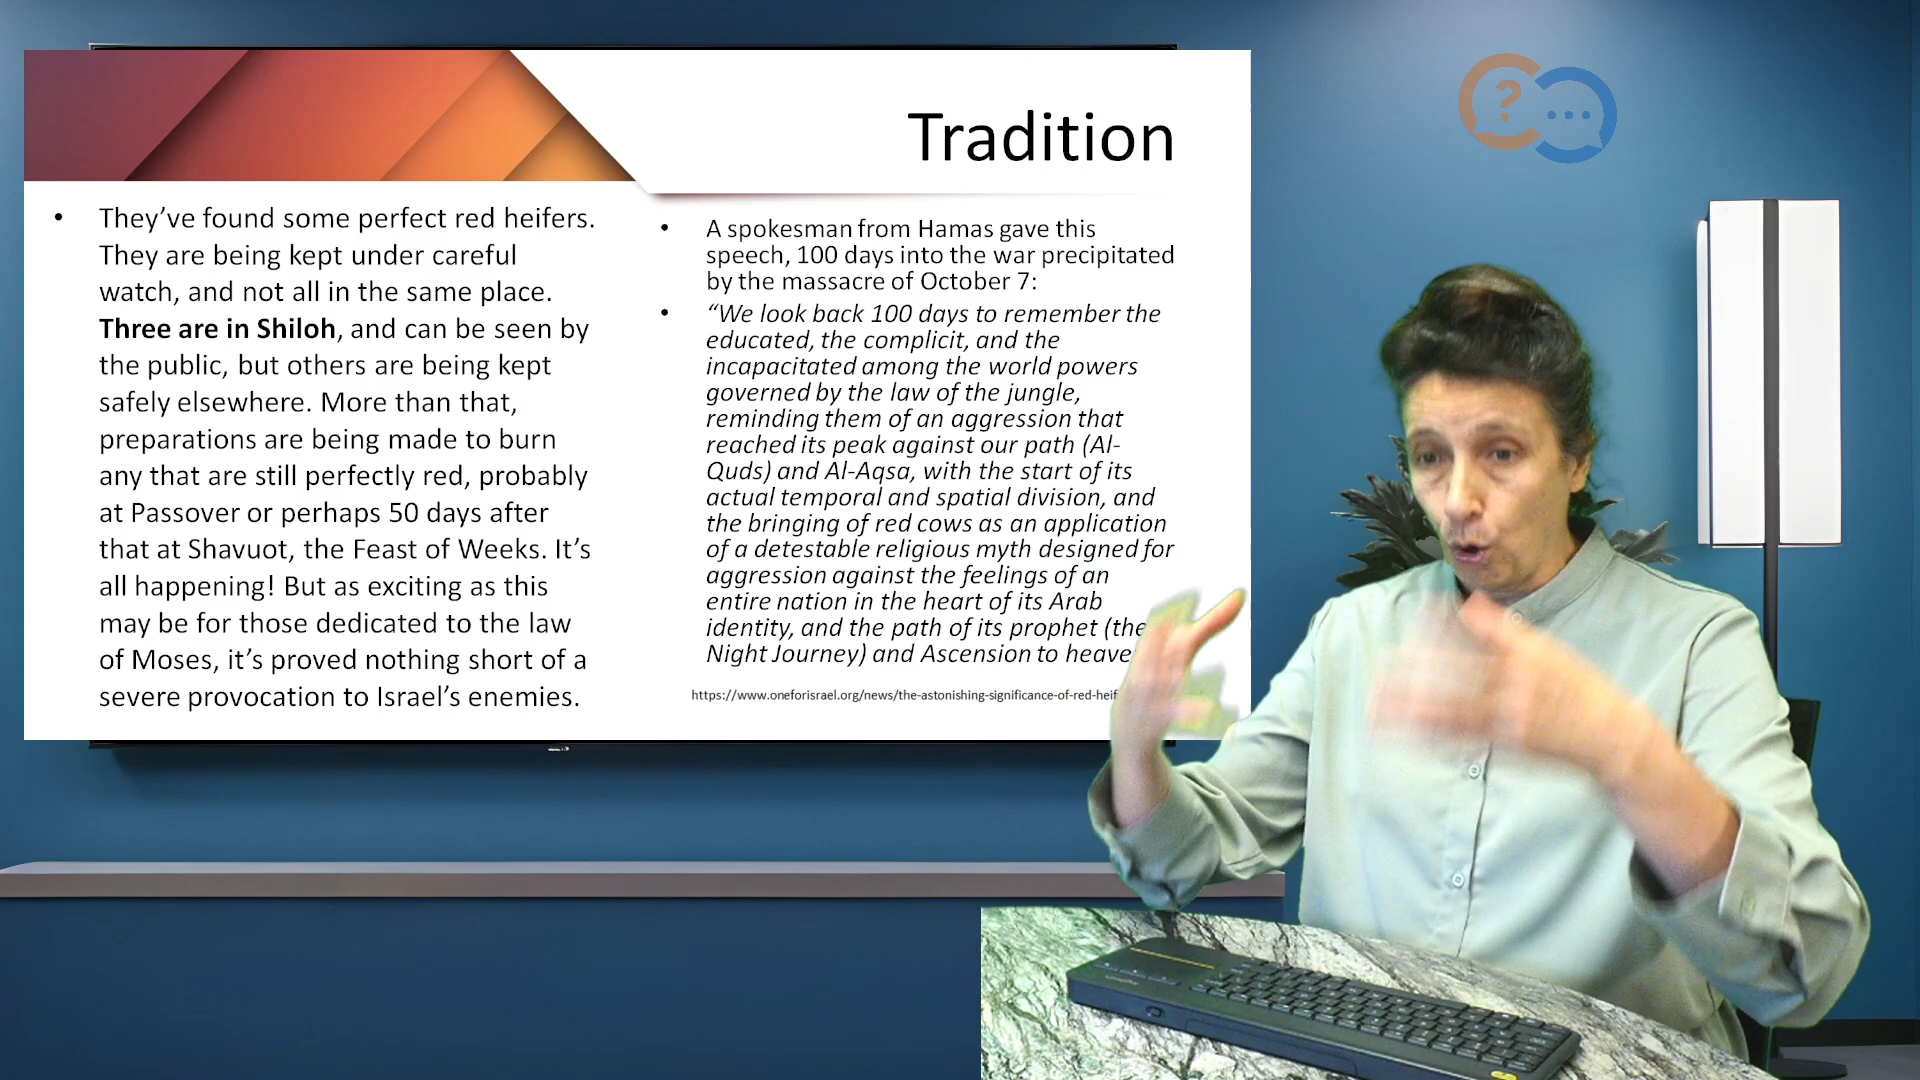 Tradition
• They’ve found some perfect red heifers.
They are being kept under careful
watch, and not all in the same place.
Three are in Shiloh, and can be seen by
the public, but others are being kept
safely elsewhere. More than that,
preparations are being made to burn
any that are still perfectly red, probably
at Passover or perhaps 50 days after
that at Shavuot, the Feast of Weeks. It’s
all happening! But as exciting as this
may be for those dedicated to the law
of Moses, it’s proved nothing short of a
severe provocation to Israel’s enemies.
• A spokesman from Hamas gave this
speech, 100 days into the war precipitated
by the massacre of October 7:
• “We look back 100 days to remember the
educated, the complicit, and the
incapacitated among the world powers
governed by the law of the jungle,
reminding them of an aggression that
reached its peak against our path (Al-
Quds) and Al-Aqsa, with the start of its
actual temporal and spatial division, and
the bringing of red cows as an application
of a detestable religious myth designed for
aggression against the feelings of an
entire nation in the heart of its Arab
identity, and the path of its prophet (the
Night Journey) and Ascension to
https://www.oneforisrael.org/news/the-astonishing-significance-of-red-
?